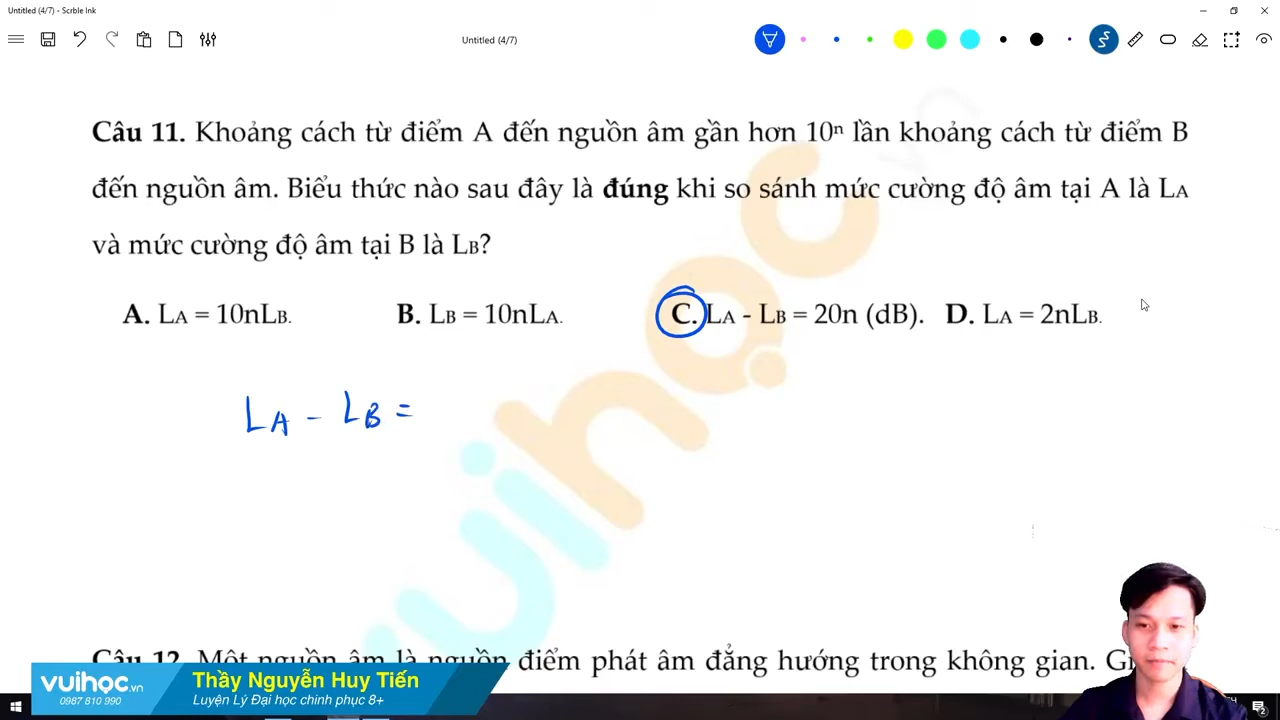 Untitled (4/7) - Scrble Ink
Untitled (4/7)
Câu 11. Khoảng cách từ điểm A đến nguồn âm gần hơn 10ⁿ lần khoảng cách từ điểm B
đến nguồn âm. Biểu thức nào sau đây là đúng khi so sánh mức cường độ âm tại A là LA
và mức cường độ âm tại B là LB?
A. LA = 10nLB. B. LB = 10nLA. C. LA - LB = 20n (dB). D. LA = 2nLB.
LA - LB =
Câu 12. Một nguồn âm là nguồn điểm phát âm đẳng hướng trong không gian.
vuihọc.vn
0987 810 990
Thầy Nguyễn Huy Tiến
Luyện Lý Đại học chinh phục 8+